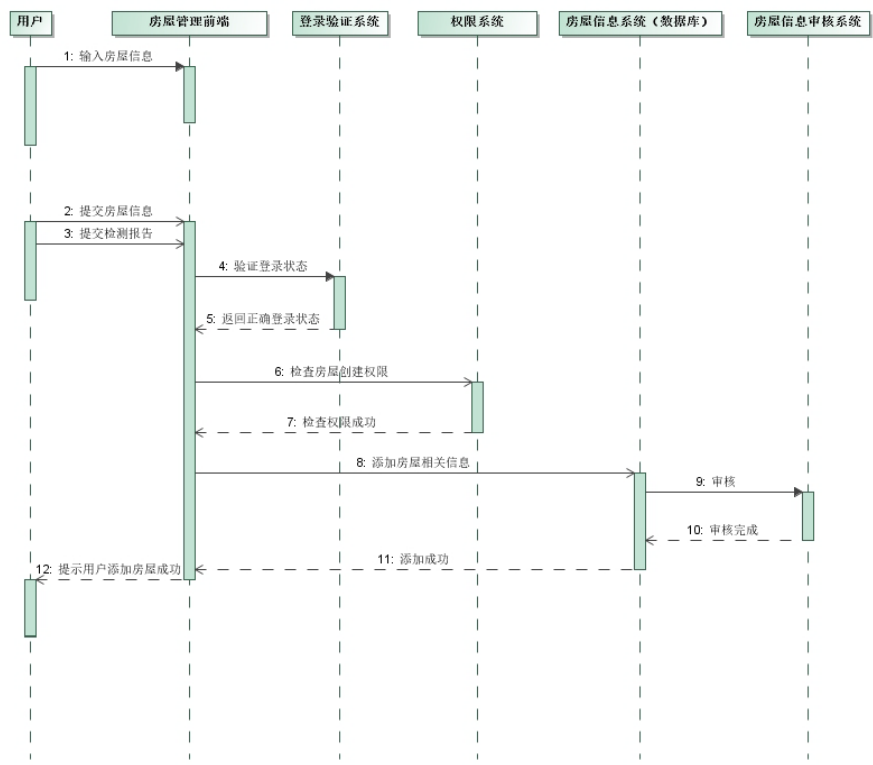 用户
房屋管理前端
登录验证系统
权限系统
房屋信息系统（数据库）
房屋信息审核系统
1: 输入房屋信息
2: 提交房屋信息
3: 提交检测报告
4: 验证登录状态
5: 返回正确登录状态
6: 检查房屋创建权限
7: 检查权限成功
8: 添加房屋相关信息
9: 审核
10: 审核完成
11: 添加成功
12: 提示用户添加房屋成功